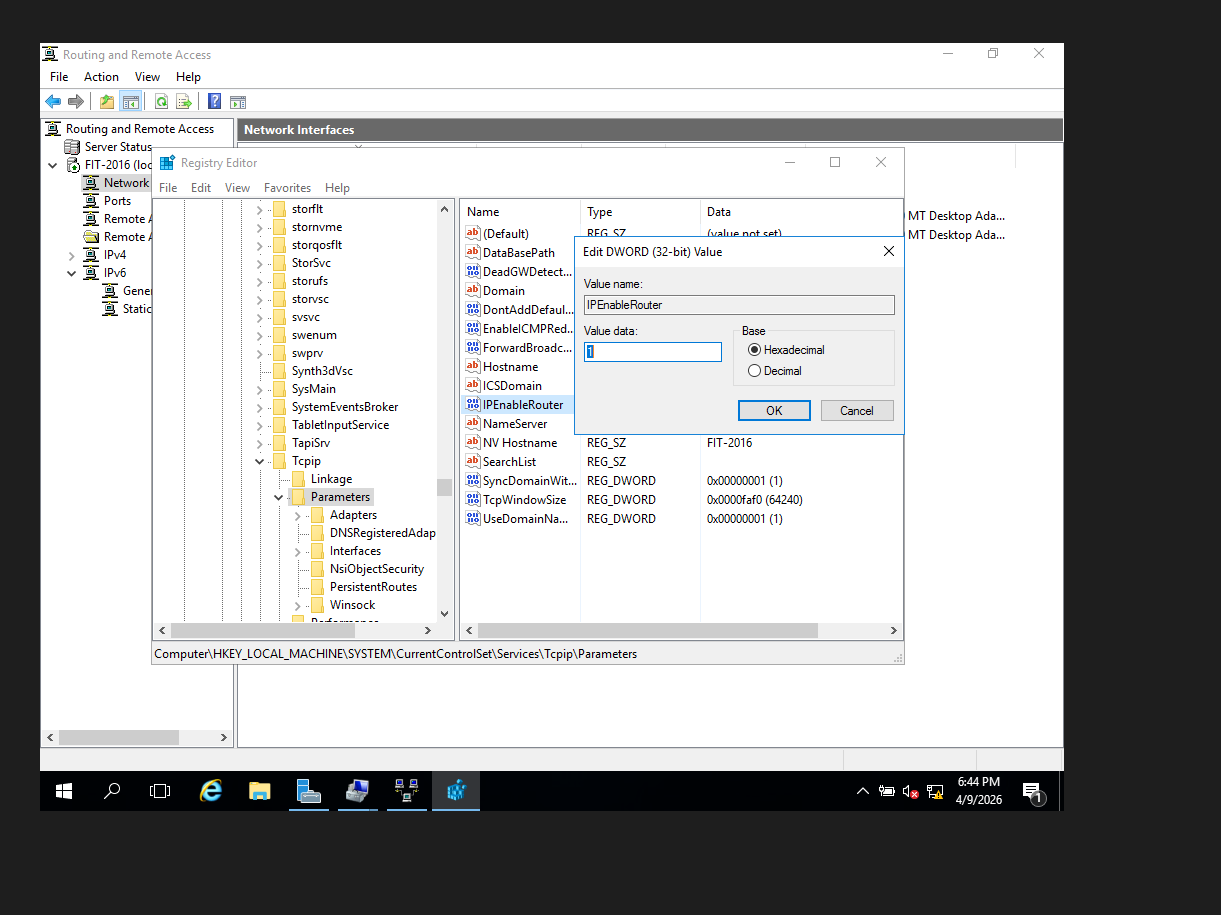 Routing and Remote Access
File Action View Help
Routing and Remote Access
Server Status
FIT-2016 (loc
Network
Ports
Remote A
Remote A
IPv4
IPv6
Gener
Static
Network Interfaces
MT Desktop Ada...
MT Desktop Ada...
Registry Editor
File Edit View Favorites Help
storflt
stornvme
storqosflt
StorSvc
storufs
storvsc
svsvc
swenum
swprv
Synth3dVsc
SysMain
SystemEventsBroker
TabletInputService
TapiSrv
Tcpip
Linkage
Parameters
Adapters
DNSRegisteredAdap
Interfaces
NsiObjectSecurity
PersistentRoutes
Winsock
Performance
Name Type Data
(Default) REG_SZ (value not set)
DataBasePath
DeadGWDetect...
Domain
DontAddDefaul...
EnableICMPRed...
ForwardBroadc...
Hostname
ICSDomain
IPEnableRouter
NameServer
NV Hostname REG_SZ FIT-2016
SearchList REG_SZ
SyncDomainWit... REG_DWORD 0x00000001 (1)
TcpWindowSize REG_DWORD 0x0000faf0 (64240)
UseDomainNa... REG_DWORD 0x00000001 (1)
Edit DWORD (32-bit) Value
Value name:
IPEnableRouter
Value data:
1
Base
Hexadecimal
Decimal
OK Cancel
Computer\HKEY_LOCAL_MACHINE\SYSTEM\CurrentControlSet\Services\Tcpip\Parameters
6:44 PM
4/9/2026
1